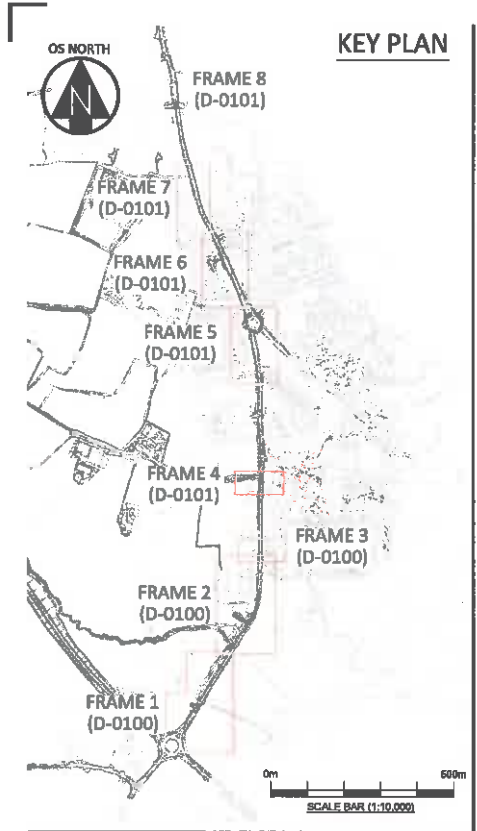 KEY PLAN
OS NORTH
N
FRAME 8
(D-0101)
FRAME 7
(D-0101)
FRAME 6
(D-0101)
FRAME 5
(D-0101)
FRAME 4
(D-0101)
FRAME 3
(D-0100)
FRAME 2
(D-0100)
FRAME 1
(D-0100)
0m
500m
SCALE BAR (1:10,000)